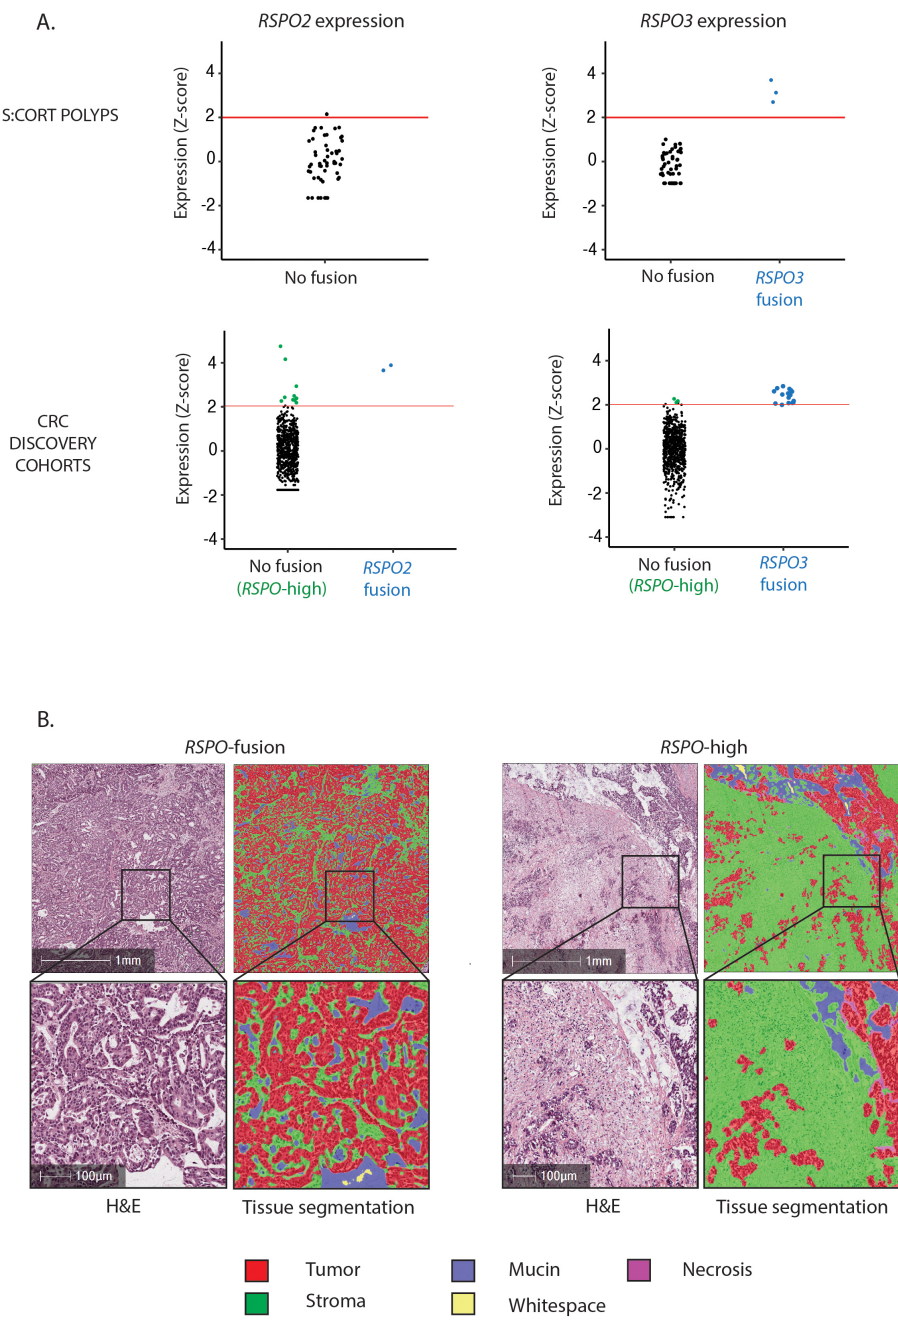 A.
RSPO2 expression
RSPO3 expression
S:CORT POLYPS
Expression (Z-score)
4
2
0
-2
-4
No fusion
Expression (Z-score)
4
2
0
-2
-4
No fusion
RSPO3
fusion
CRC
DISCOVERY
COHORTS
Expression (Z-score)
4
2
0
-2
-4
No fusion
(RSPO-high)
RSPO2
fusion
Expression (Z-score)
4
2
0
-2
-4
No fusion
(RSPO-high)
RSPO3
fusion
B.
RSPO-fusion
RSPO-high
1mm
1mm
100μm
100μm
H&E
Tissue segmentation
H&E
Tissue segmentation
Tumor
Mucin
Necrosis
Stroma
Whitespace